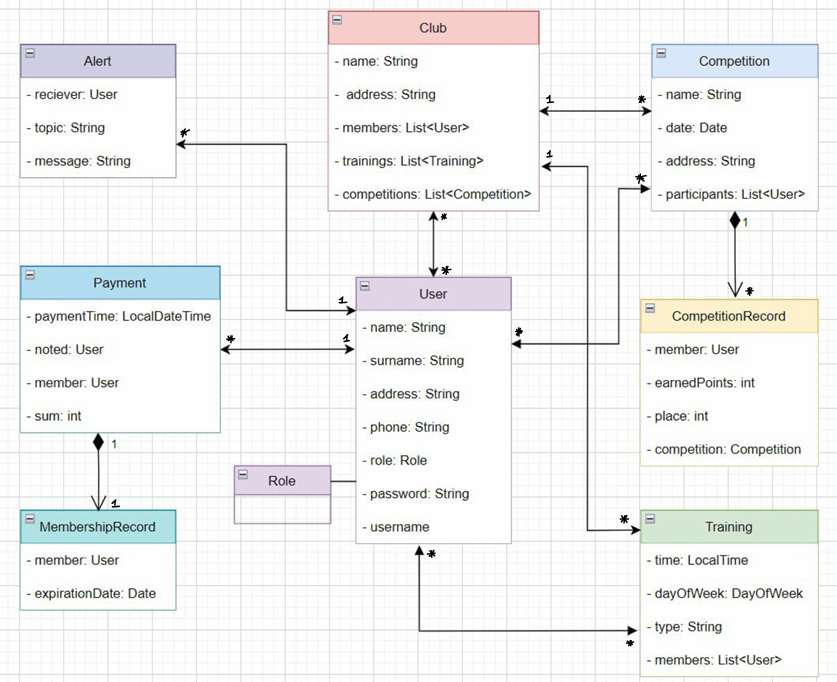 Club
- name: String
- address: String
- members: List<User>
- trainings: List<Training>
- competitions: List<Competition>
Alert
- reciever: User
- topic: String
- message: String
Competition
- name: String
- date: Date
- address: String
- participants: List<User>
1
*
*
1
1
*
*
*
1
*
Payment
- paymentTime: LocalDateTime
- noted: User
- member: User
- sum: int
User
- name: String
- surname: String
- address: String
- phone: String
- role: Role
- password: String
- username
CompetitionRecord
- member: User
- earnedPoints: int
- place: int
- competition: Competition
1
*
1
*
1
1
Role
MembershipRecord
- member: User
- expirationDate: Date
*
Training
- time: LocalTime
- dayOfWeek: DayOfWeek
- type: String
- members: List<User>
*
*